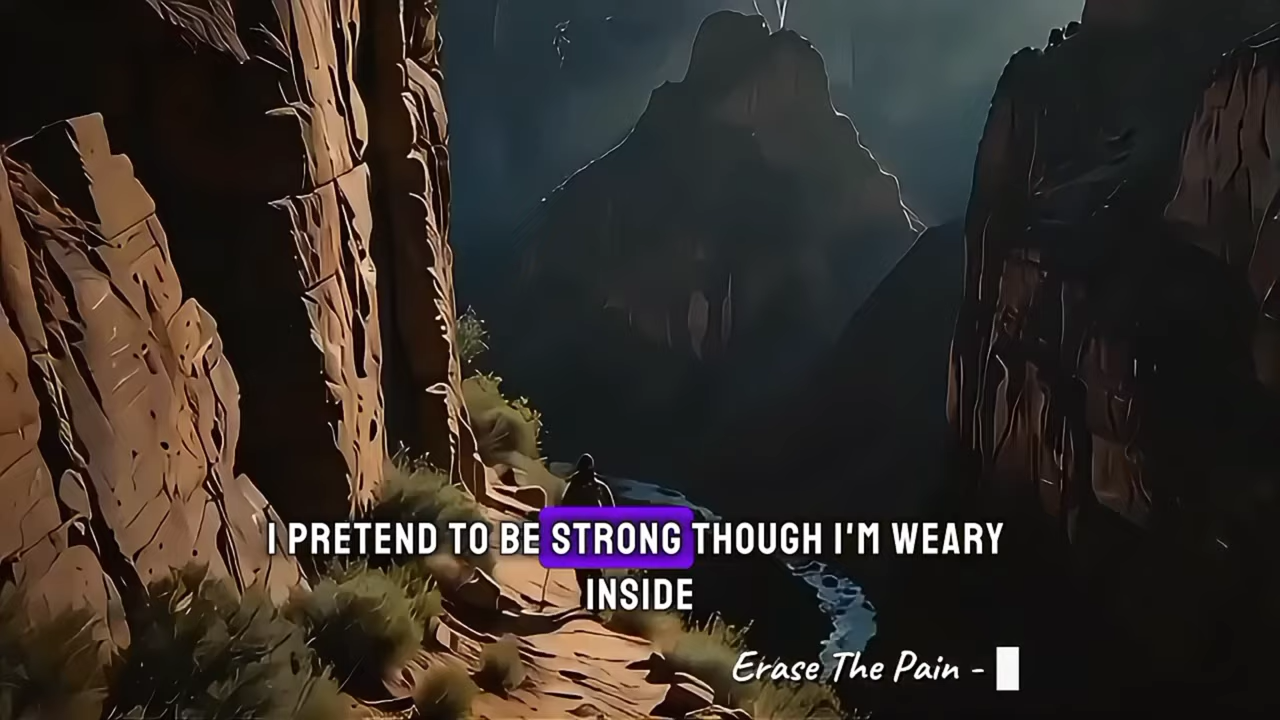 I PRETEND TO BE STRONG THOUGH I'M WEARY
INSIDE
Erase The Pain -